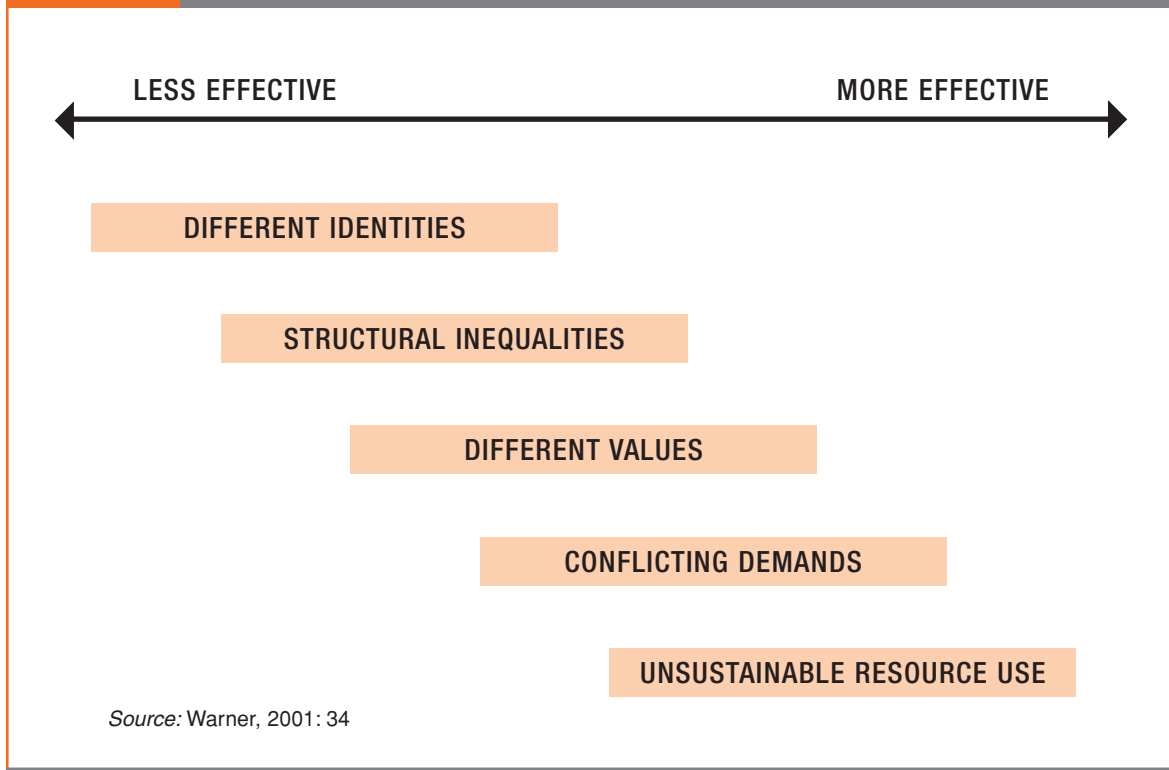 LESS EFFECTIVE
MORE EFFECTIVE
DIFFERENT IDENTITIES
STRUCTURAL INEQUALITIES
DIFFERENT VALUES
CONFLICTING DEMANDS
UNSUSTAINABLE RESOURCE USE
Source: Warner, 2001: 34